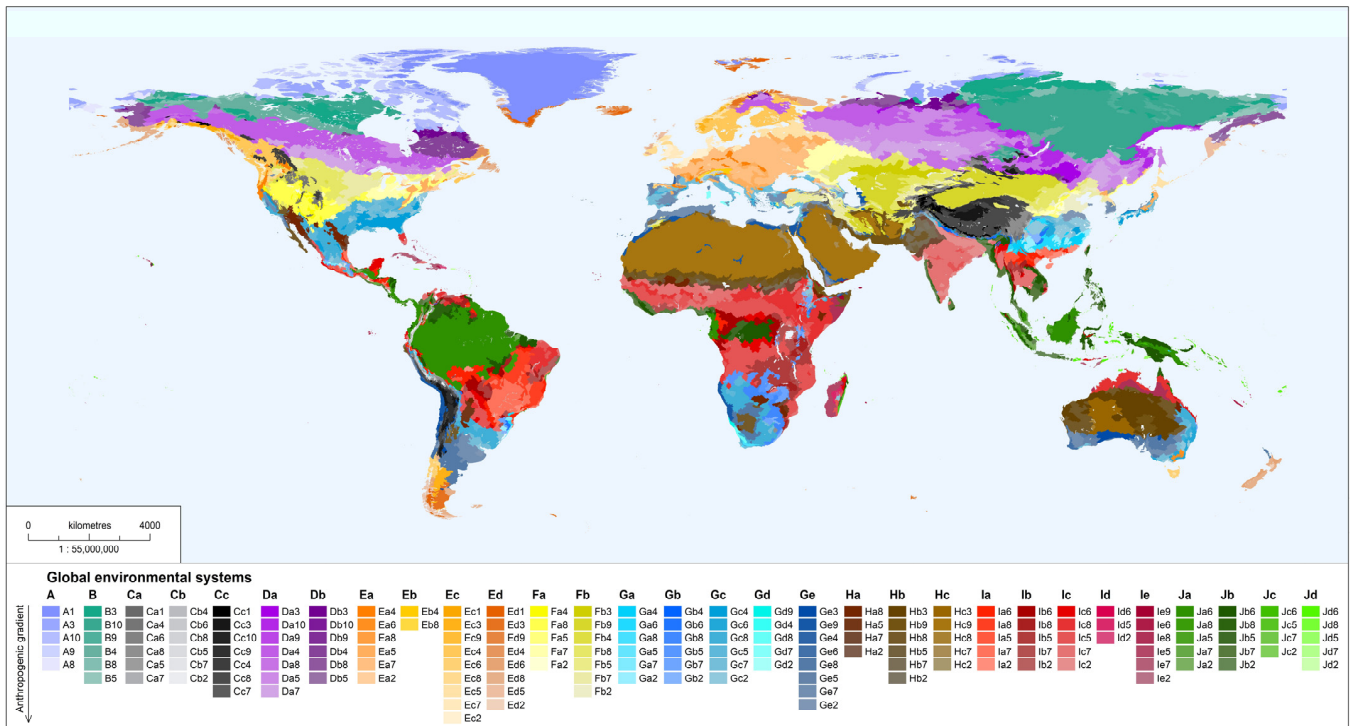 0 kilometres 4000
1 : 55,000,000
Global environmental systems
Anthropogenic gradient
A B Ca Cb Cc Da Db Ea Eb Ec Ed Fa Fb Ga Gb Gc Gd Ge Ha Hb Hc Ia Ib Ic Id Ie Ja Jb Jc Jd
A1 B3 Ca1 Cb4 Cc1 Da3 Db3 Ea4 Eb4 Ec1 Ed1 Fa4 Fb3 Ga4 Gb4 Gc4 Gd9 Ge3 Ha8 Hb3 Hc3 Ia6 Ib6 Ic6 Id6 Ie9 Ja6 Jb6 Jc6 Jd6
A3 B10 Ca4 Cb6 Cc3 Da10 Db10 Ea6 Eb8 Ec3 Ed3 Fa8 Fb9 Ga6 Gb6 Gc6 Gd4 Ge9 Ha5 Hb9 Hc9 Ia8 Ib8 Ic8 Id5 Ie6 Ja8 Jb8 Jc8 Jd8
A10 B9 Ca6 Cb8 Cc10 Da9 Db9 Ea8 Ec9 Ed9 Fa5 Fb4 Ga8 Gb8 Gc8 Gd8 Ge4 Ha7 Hb4 Hc8 Ia5 Ib5 Ic5 Id2 Ie8 Ja5 Jb5 Jc7 Jd5
A9 B4 Ca8 Cb5 Cc9 Da4 Db4 Ea5 Ec4 Ed4 Fa7 Fb8 Ga5 Gb5 Gc5 Gd7 Ge6 Ha2 Hb8 Hc7 Ia7 Ib7 Ic7 Ie5 Ja7 Jb7 Jc2 Jd7
A8 B8 Ca5 Cb7 Cc4 Da8 Db8 Ea7 Ec6 Ed6 Fa2 Fb5 Ga7 Gb7 Gc7 Gd2 Ge8 Hb5 Hc2 Ia2 Ib2 Ic2 Ie7 Ja2 Jb2 Jd2
B5 Ca7 Cb2 Cc8 Da5 Db5 Ea2 Ec8 Ed8 Fb7 Ga2 Gb2 Gc2 Ge5 Hb7 Ie2
Cc7 Da7 Ec5 Ed5 Fb2 Ge7 Hb2
Ec7 Ed2 Ge2
Ec2